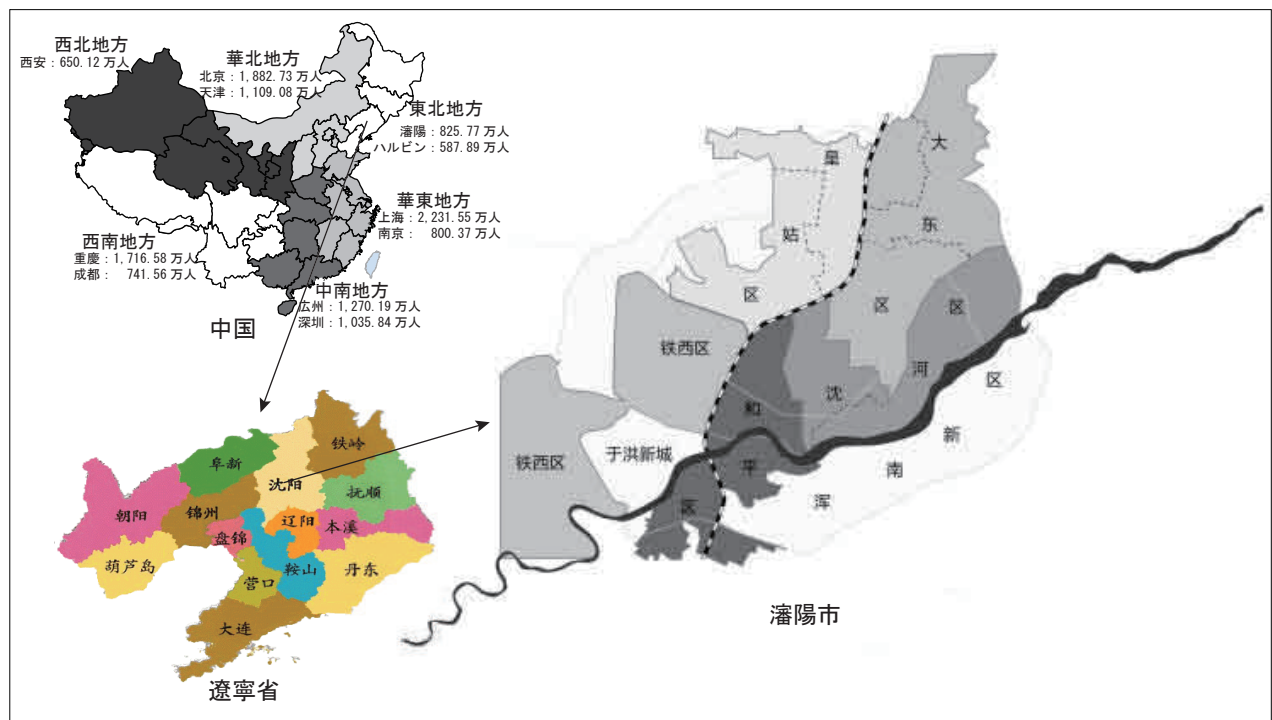 西北地方
西安：650.12 万人
華北地方
北京：1,882.73 万人
天津：1,109.08 万人
東北地方
瀋陽：825.77 万人
ハルビン：587.89 万人
華東地方
上海：2,231.55 万人
南京： 800.37 万人
西南地方
重慶：1,716.58 万人
成都： 741.56 万人
中南地方
広州：1,270.19 万人
深圳：1,035.84 万人
中国
铁岭
阜新
沈阳
抚顺
朝阳
锦州
辽阳
本溪
盘锦
葫芦岛
鞍山
丹东
营口
大连
遼寧省
皇
姑
区
大
东
区
铁西区
铁西区
于洪新城
和
平
区
沈
河
区
浑
南
新
区
瀋陽市